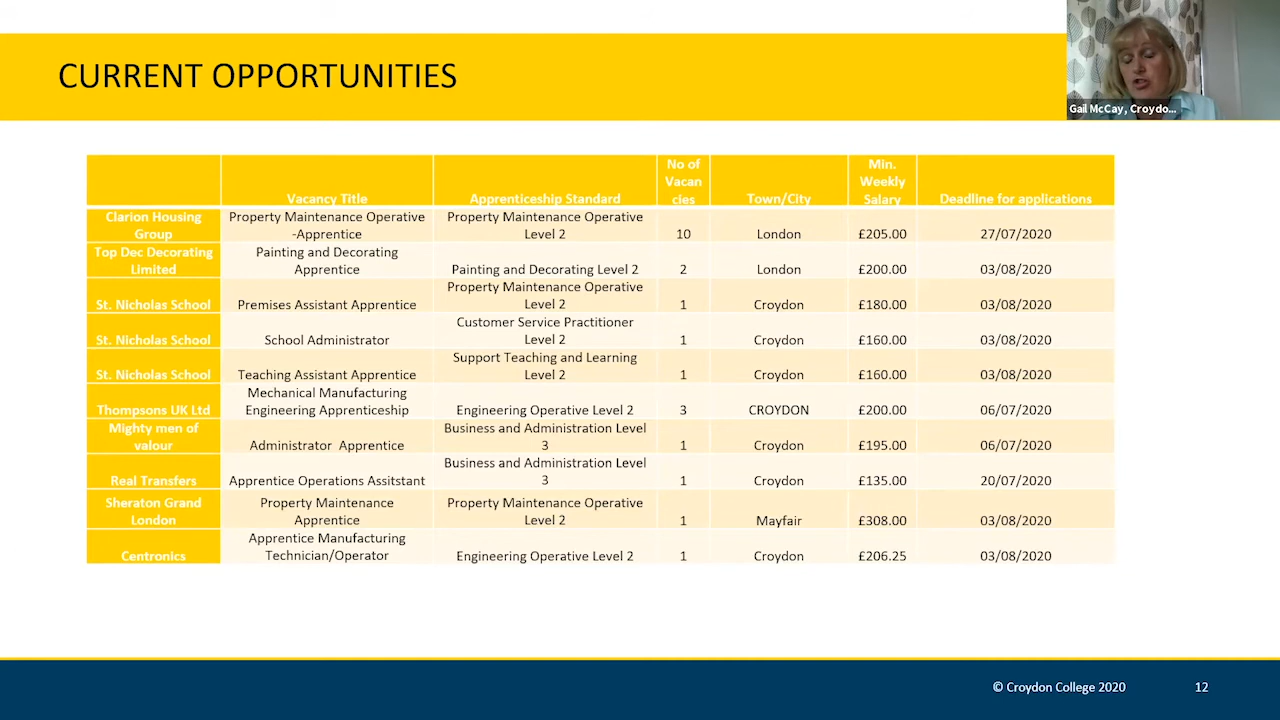 CURRENT OPPORTUNITIES
Gail McCay, Croydo...
Vacancy Title
Apprenticeship Standard
No of
Vacan
cies
Town/City
Min.
Weekly
Salary
Deadline for applications
Clarion Housing
Group
Property Maintenance Operative
-Apprentice
Property Maintenance Operative
Level 2
10
London
£205.00
27/07/2020
Top Dec Decorating
Limited
Painting and Decorating
Apprentice
Painting and Decorating Level 2
2
London
£200.00
03/08/2020
St. Nicholas School
Premises Assistant Apprentice
Property Maintenance Operative
Level 2
1
Croydon
£180.00
03/08/2020
St. Nicholas School
School Administrator
Customer Service Practitioner
Level 2
1
Croydon
£160.00
03/08/2020
St. Nicholas School
Teaching Assistant Apprentice
Support Teaching and Learning
Level 2
1
Croydon
£160.00
03/08/2020
Thompsons UK Ltd
Mechanical Manufacturing
Engineering Apprenticeship
Engineering Operative Level 2
3
CROYDON
£200.00
06/07/2020
Mighty men of
valour
Administrator  Apprentice
Business and Administration Level
3
1
Croydon
£195.00
06/07/2020
Real Transfers
Apprentice Operations Assitstant
Business and Administration Level
3
1
Croydon
£135.00
20/07/2020
Sheraton Grand
London
Property Maintenance
Apprentice
Property Maintenance Operative
Level 2
1
Mayfair
£308.00
03/08/2020
Centronics
Apprentice Manufacturing
Technician/Operator
Engineering Operative Level 2
1
Croydon
£206.25
03/08/2020
© Croydon College 2020
12